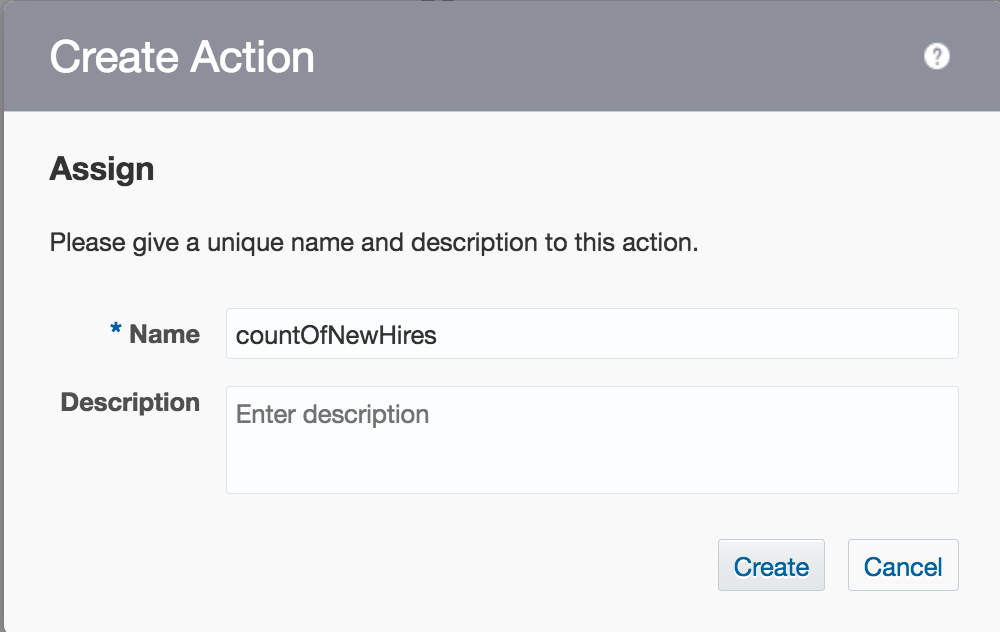 Create Action
?
Assign
Please give a unique name and description to this action.
* Name countOfNewHires
Description Enter description
Create Cancel